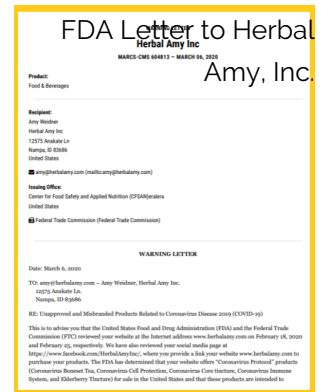 FDA Letter to Herbal
Amy, Inc.
WARNING LETTER
Herbal Amy Inc
MARCS-CMS 604813 — MARCH 06, 2020
Product:
Food & Beverages
Recipient:
Amy Weidner
Herbal Amy Inc
12575 Anakate Ln
Nampa, ID 83686
United States
amy@herbalamy.com (mailto:amy@herbalamy.com)
Issuing Office:
Center for Food Safety and Applied Nutrition (CFSAN)eralera
United States
Federal Trade Commission (Federal Trade Commission)
WARNING LETTER
Date: March 6, 2020
TO: amy@herbalamy.com – Amy Weidner, Herbal Amy Inc.
12575 Anakate Ln.
Nampa, ID 83686
RE: Unapproved and Misbranded Products Related to Coronavirus Disease 2019 (COVID-19)
This is to advise you that the United States Food and Drug Administration (FDA) and the Federal Trade
Commission (FTC) reviewed your website at the Internet address www.herbalamy.com on February 18, 2020
and February 25, respectively. We have also reviewed your social media page at
https://www.facebook.com/HerbalAmyInc/, where you provide a link your website www.herbalamy.com to
purchase your products. The FDA has determined that your website offers “Coronavirus Protocol” products
(Coronavirus Boneset Tea, Coronavirus Cell Protection, Coronavirus Core tincture, Coronavirus Immune
System, and Elderberry Tincture) for sale in the United States and that these products are intended to